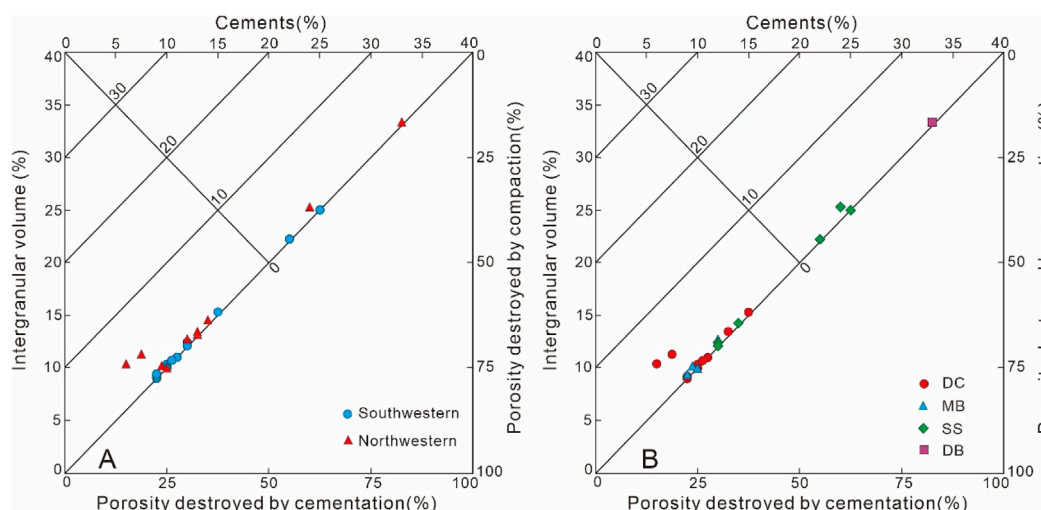 Cements(%)
0 5 10 15 20 25 30 35 40
40 35 30 25 20 15 10 5 0
Intergranular volume (%)
30
20
10
0
0 25 50 75 100
Porosity destroyed by compaction(%)
Southwestern
Northwestern
A
0 25 50 75 100
Porosity destroyed by cementation(%)
Cements(%)
0 5 10 15 20 25 30 35 40
40 35 30 25 20 15 10 5 0
Intergranular volume (%)
30
20
10
0
0 25 50 75 100
DC
MB
SS
DB
B
0 25 50 75 100
Porosity destroyed by cementation(%)